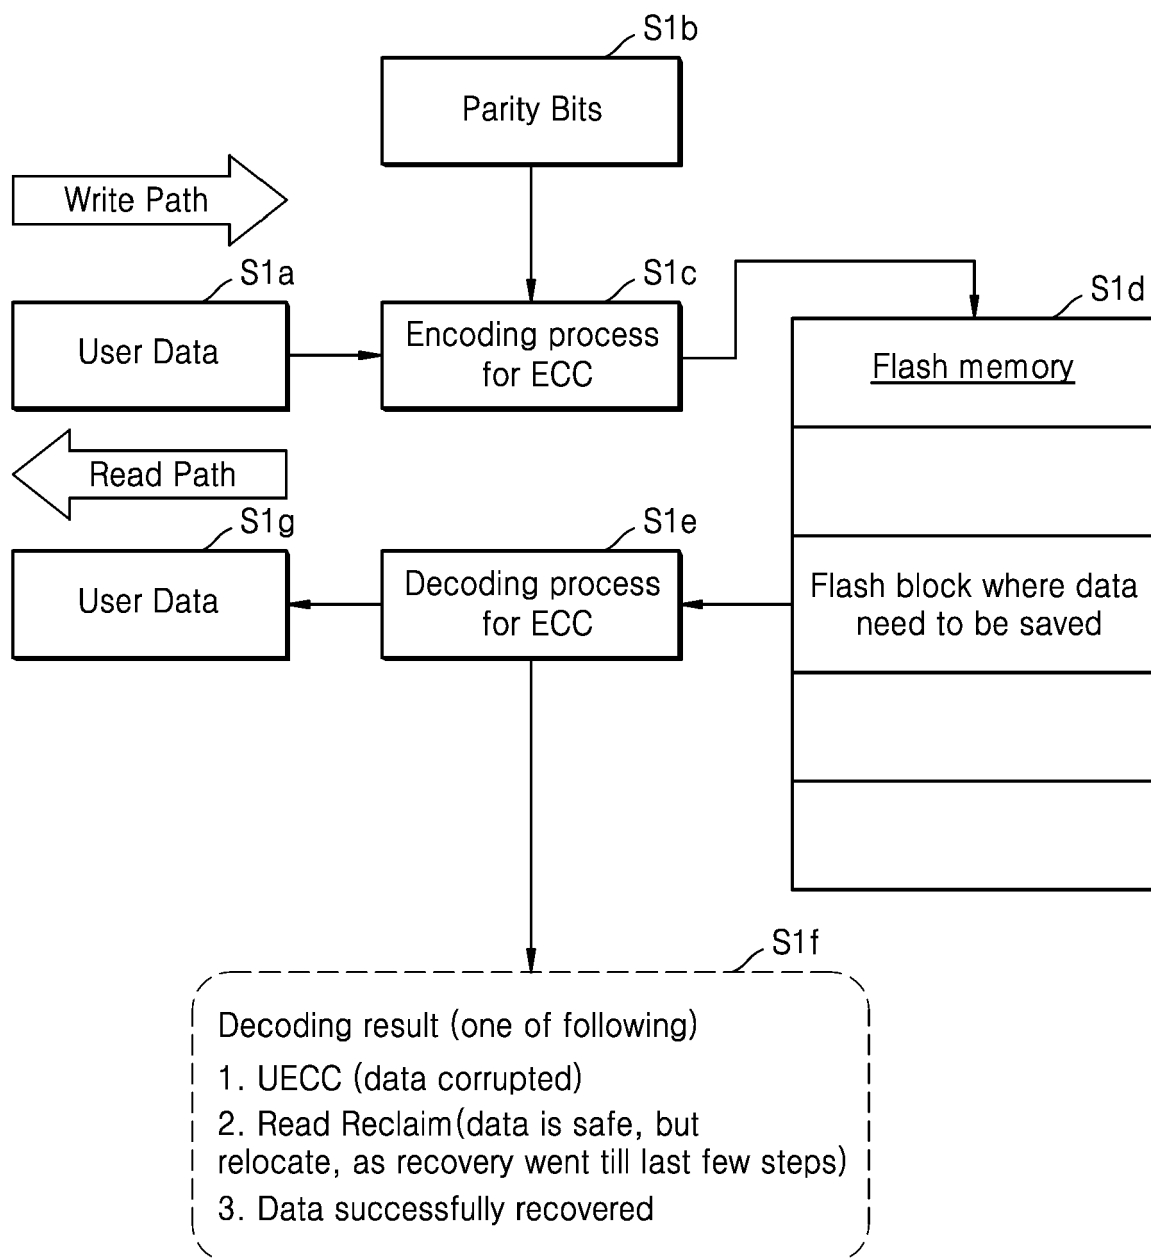 S1b
Parity Bits
Write Path
S1a
S1c
S1d
User Data
Encoding process
for ECC
Flash memory
Read Path
S1g
S1e
User Data
Decoding process
for ECC
Flash block where data
need to be saved
S1f
Decoding result (one of following)
1. UECC (data corrupted)
2. Read Reclaim(data is safe, but
relocate, as recovery went till last few steps)
3. Data successfully recovered